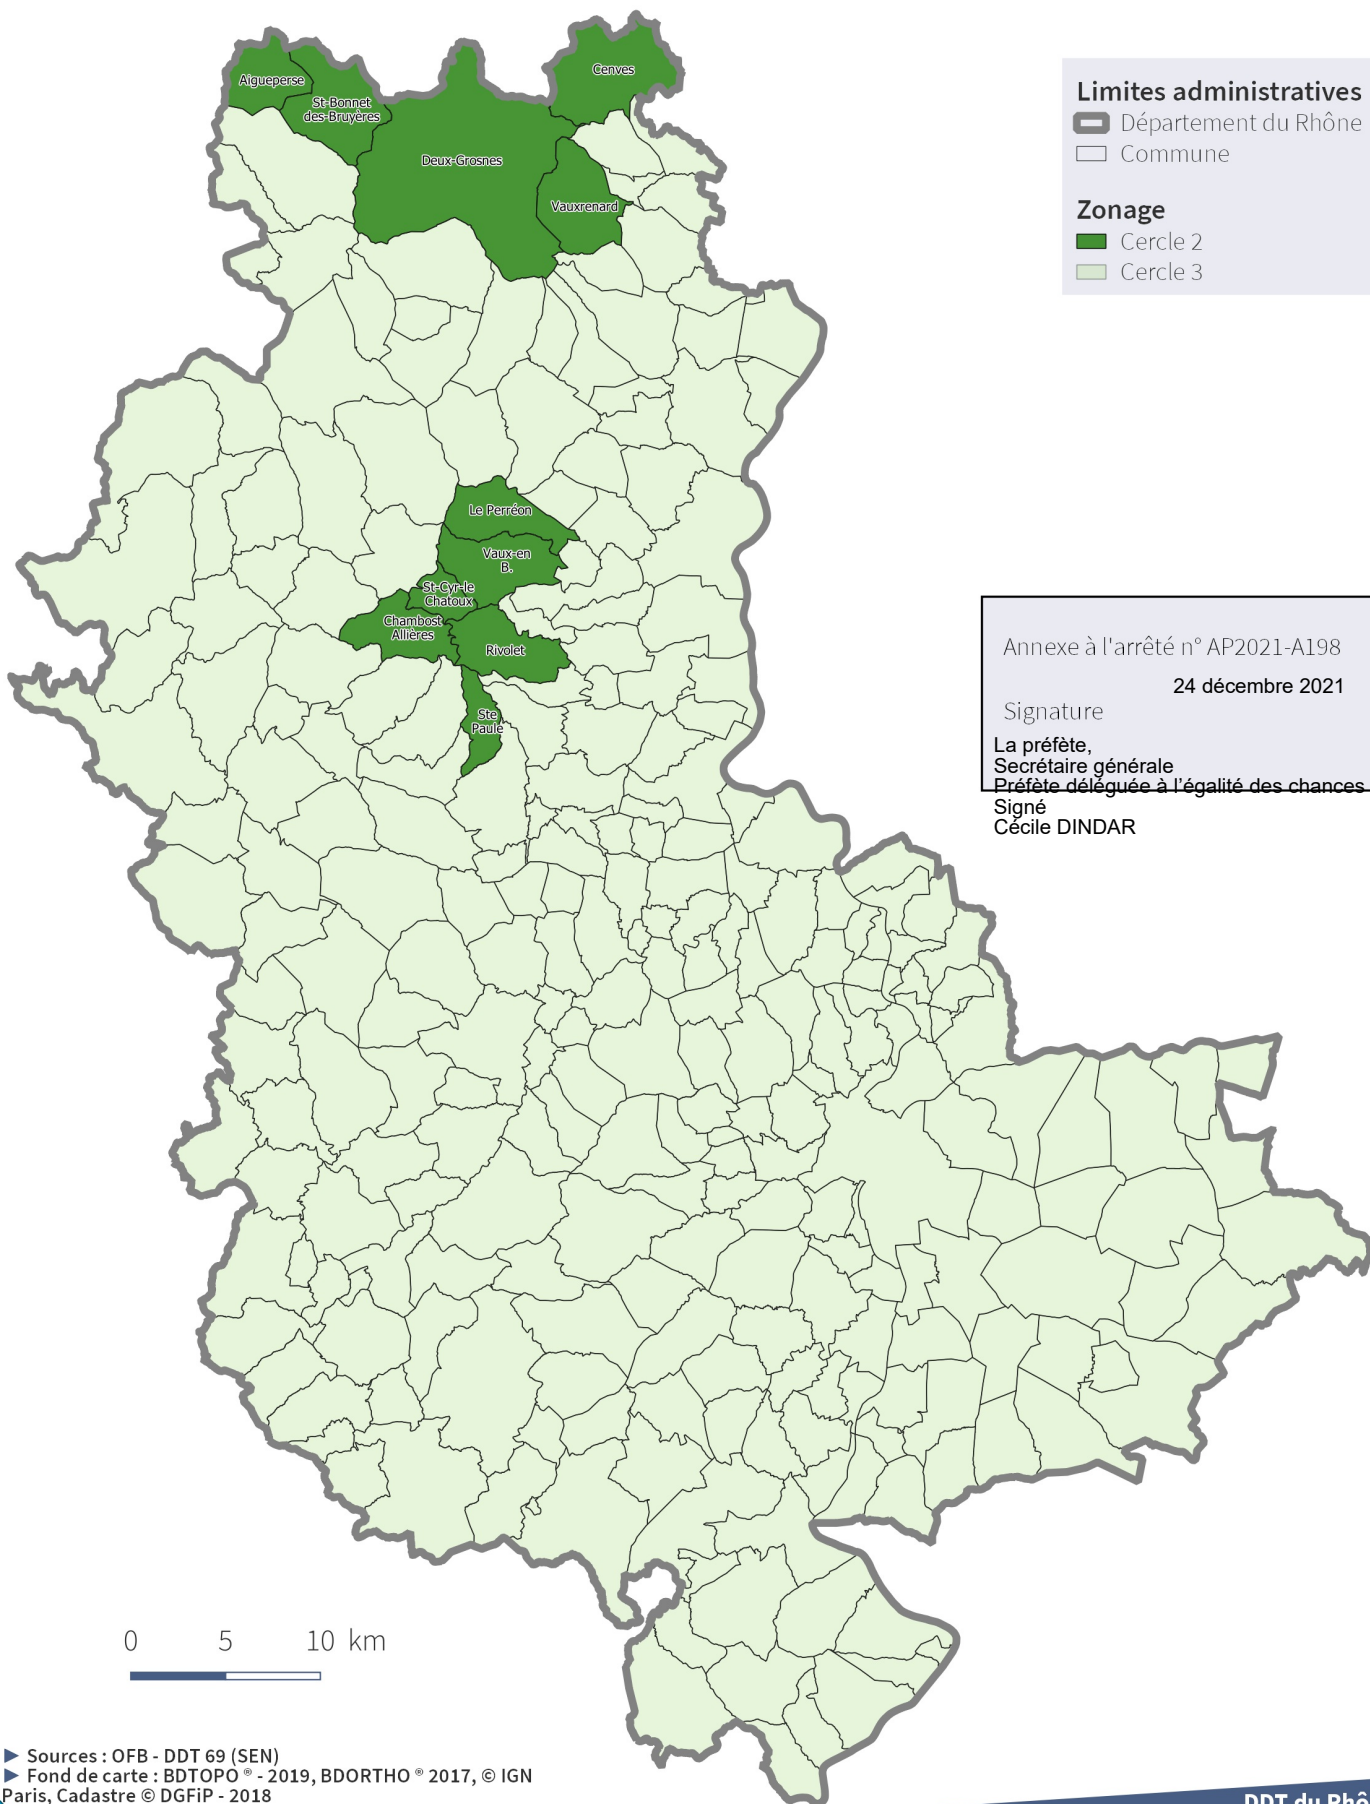 Aigueperse
St-Bonnet
des-Bruyères
Cenves
Deux-Grosnes
Vauxrenard
Limites administratives
Département du Rhône
Commune
Zonage
Cercle 2
Cercle 3
Le Perréon
Vaux-en
B.
St-Cyr-le
Chatoux
Chambost
Allières
Rivolet
Ste
Paule
Annexe à l'arrêté n° AP2021-A198
24 décembre 2021
Signature
La préfète,
Secrétaire générale
Préfète déléguée à l'égalité des chances
Signé
Cécile DINDAR
0 5 10 km
► Sources : OFB - DDT 69 (SEN)
► Fond de carte : BDTOPO ® - 2019, BDORTHO ® 2017, © IGN
Paris, Cadastre © DGFiP - 2018
DDT du Rhô